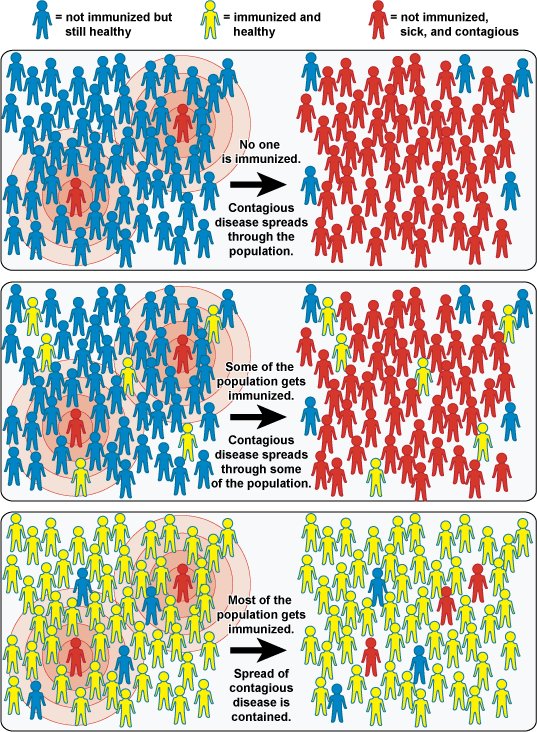 = not immunized but
still healthy
= immunized and
healthy
= not immunized,
sick, and contagious
No one
is immunized.
Contagious
disease spreads
through the
population.
Some of the
population gets
immunized.
Contagious
disease spreads
through some
of the population.
Most of the
population gets
immunized.
Spread of
contagious
disease is
contained.